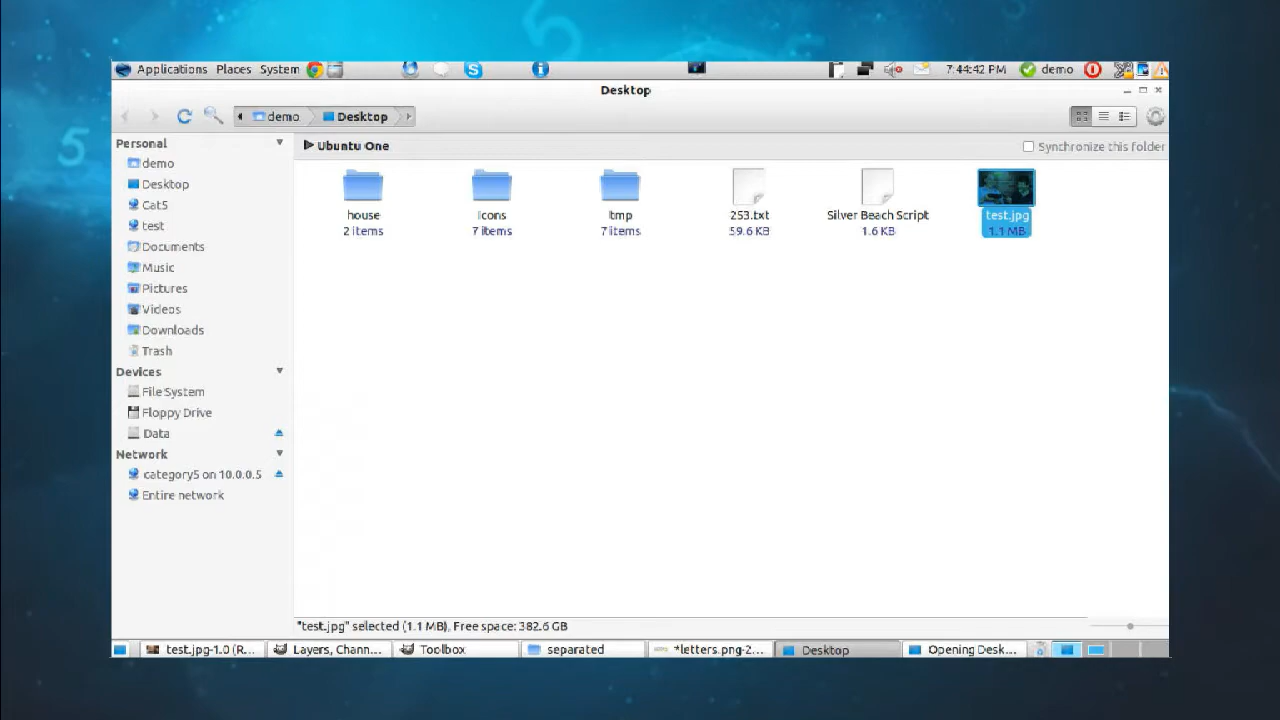 Applications Places System 7:44:42 PM demo
Desktop
demo Desktop
Personal
Ubuntu One Synchronize this folder
demo
Desktop
Cat5
test
Documents
Music
Pictures
Videos
Downloads
Trash
Devices
File System
Floppy Drive
Data
Network
category5 on 10.0.0.5
Entire network
house
2 items
Icons
7 items
tmp
7 items
253.txt
59.6 KB
Silver Beach Script
1.6 KB
test.jpg
1.1 MB
"test.jpg" selected (1.1 MB), Free space: 382.6 GB
test.jpg-1.0 (R... Layers, Chann... Toolbox separated *letters.png-2... Desktop Opening Desk...
5
5